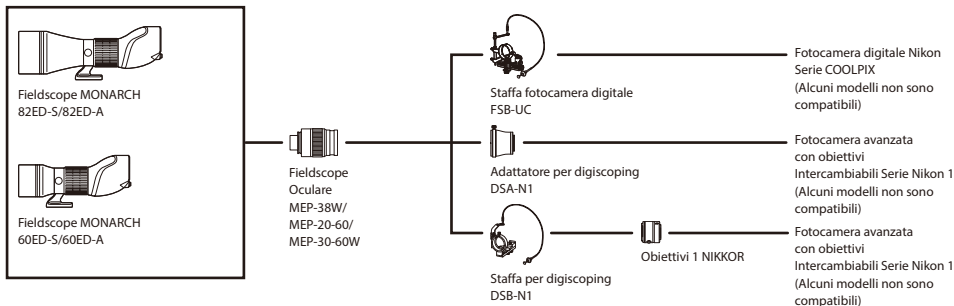 Fieldscope MONARCH
82ED-S/82ED-A
Fieldscope MONARCH
60ED-S/60ED-A
Fieldscope
Oculare
MEP-38W/
MEP-20-60/
MEP-30-60W
Staffa fotocamera digitale
FSB-UC
Adattatore per digiscoping
DSA-N1
Staffa per digiscoping
DSB-N1
Obiettivi 1 NIKKOR
Fotocamera digitale Nikon
Serie COOLPIX
(Alcuni modelli non sono
compatibili)
Fotocamera avanzata
con obiettivi
Intercambiabili Serie Nikon 1
(Alcuni modelli non sono
compatibili)
Fotocamera avanzata
con obiettivi
Intercambiabili Serie Nikon 1
(Alcuni modelli non sono
compatibili)